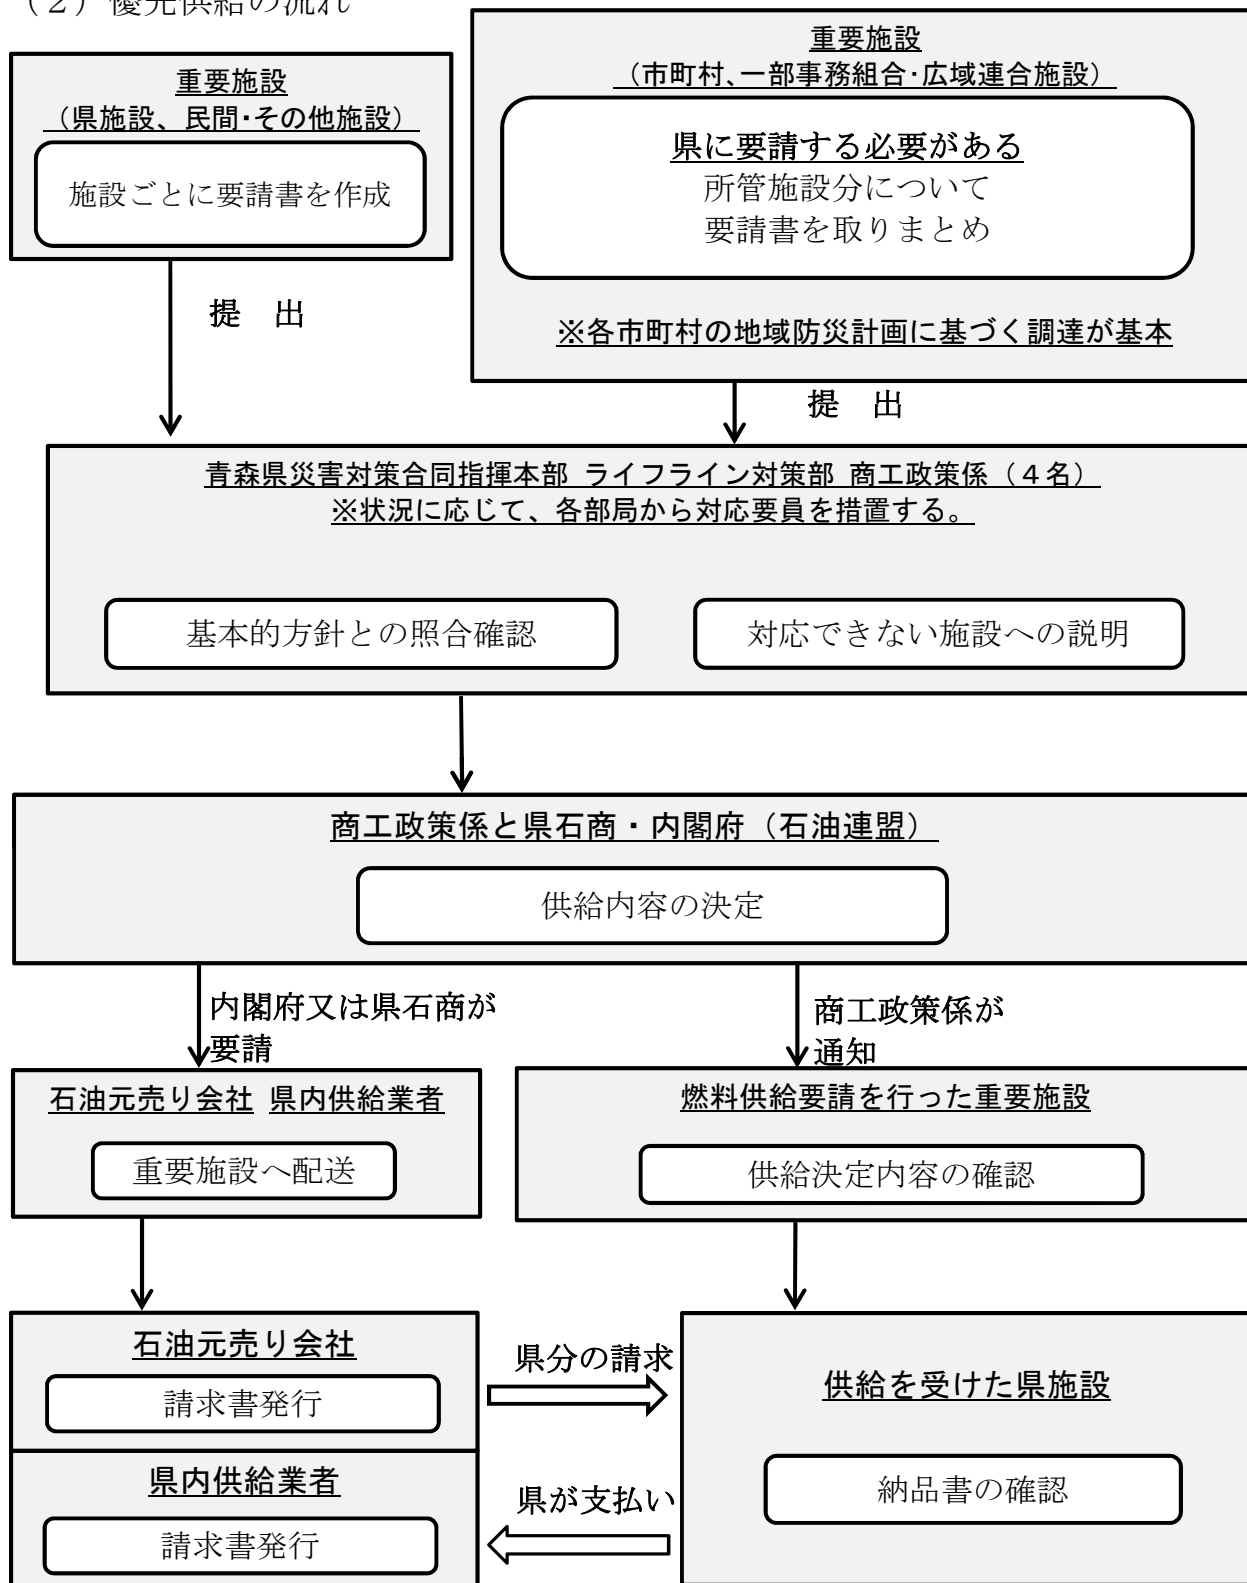 （２）優先供給の流れ
重要施設
（県施設、民間・その他施設）
施設ごとに要請書を作成
重要施設
（市町村、一部事務組合・広域連合施設）
県に要請する必要がある
所管施設分について
要請書を取りまとめ
※各市町村の地域防災計画に基づく調達が基本
提　出
提　出
青森県災害対策合同指揮本部 ライフライン対策部 商工政策係（４名）
※状況に応じて、各部局から対応要員を措置する。
基本的方針との照合確認
対応できない施設への説明
商工政策係と県石商・内閣府（石油連盟）
供給内容の決定
内閣府又は県石商が
要請
商工政策係が
通知
石油元売り会社 県内供給業者
重要施設へ配送
燃料供給要請を行った重要施設
供給決定内容の確認
石油元売り会社
請求書発行
県内供給業者
請求書発行
県分の請求
県が支払い
供給を受けた県施設
納品書の確認